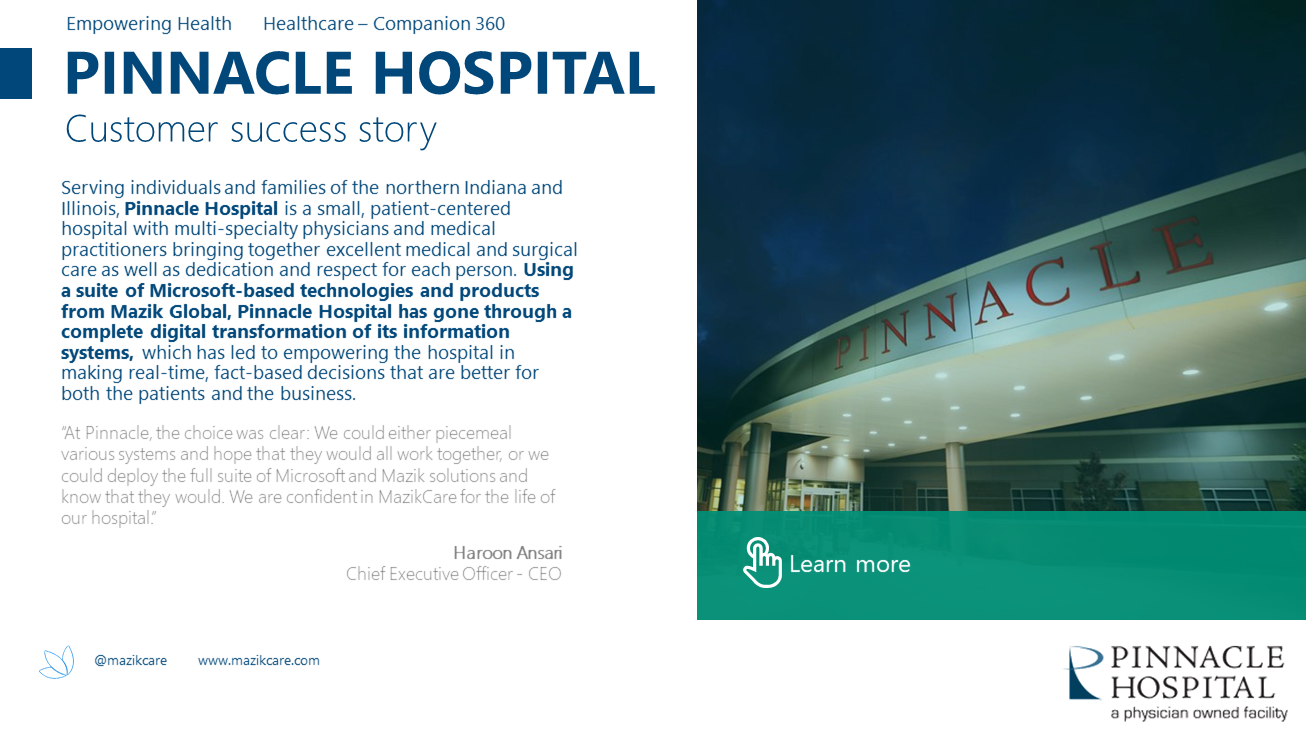 Empowering Health Healthcare – Companion 360
PINNACLE HOSPITAL
Customer success story
Serving individuals and families of the northern Indiana and
Illinois, Pinnacle Hospital is a small, patient-centered
hospital with multi-specialty physicians and medical
practitioners bringing together excellent medical and surgical
care as well as dedication and respect for each person. Using
a suite of Microsoft-based technologies and products
from Mazik Global, Pinnacle Hospital has gone through a
complete digital transformation of its information
systems, which has led to empowering the hospital in
making real-time, fact-based decisions that are better for
both the patients and the business.
“At Pinnacle, the choice was clear: We could either piecemeal
various systems and hope that they would all work together, or we
could deploy the full suite of Microsoft and Mazik solutions and
know that they would. We are confident in MazikCare for the life of
our hospital.”
Haroon Ansari
Chief Executive Officer - CEO
@mazikcare www.mazikcare.com
PINNACLE
Learn more
PINNACLE
HOSPITAL
a physician owned facility